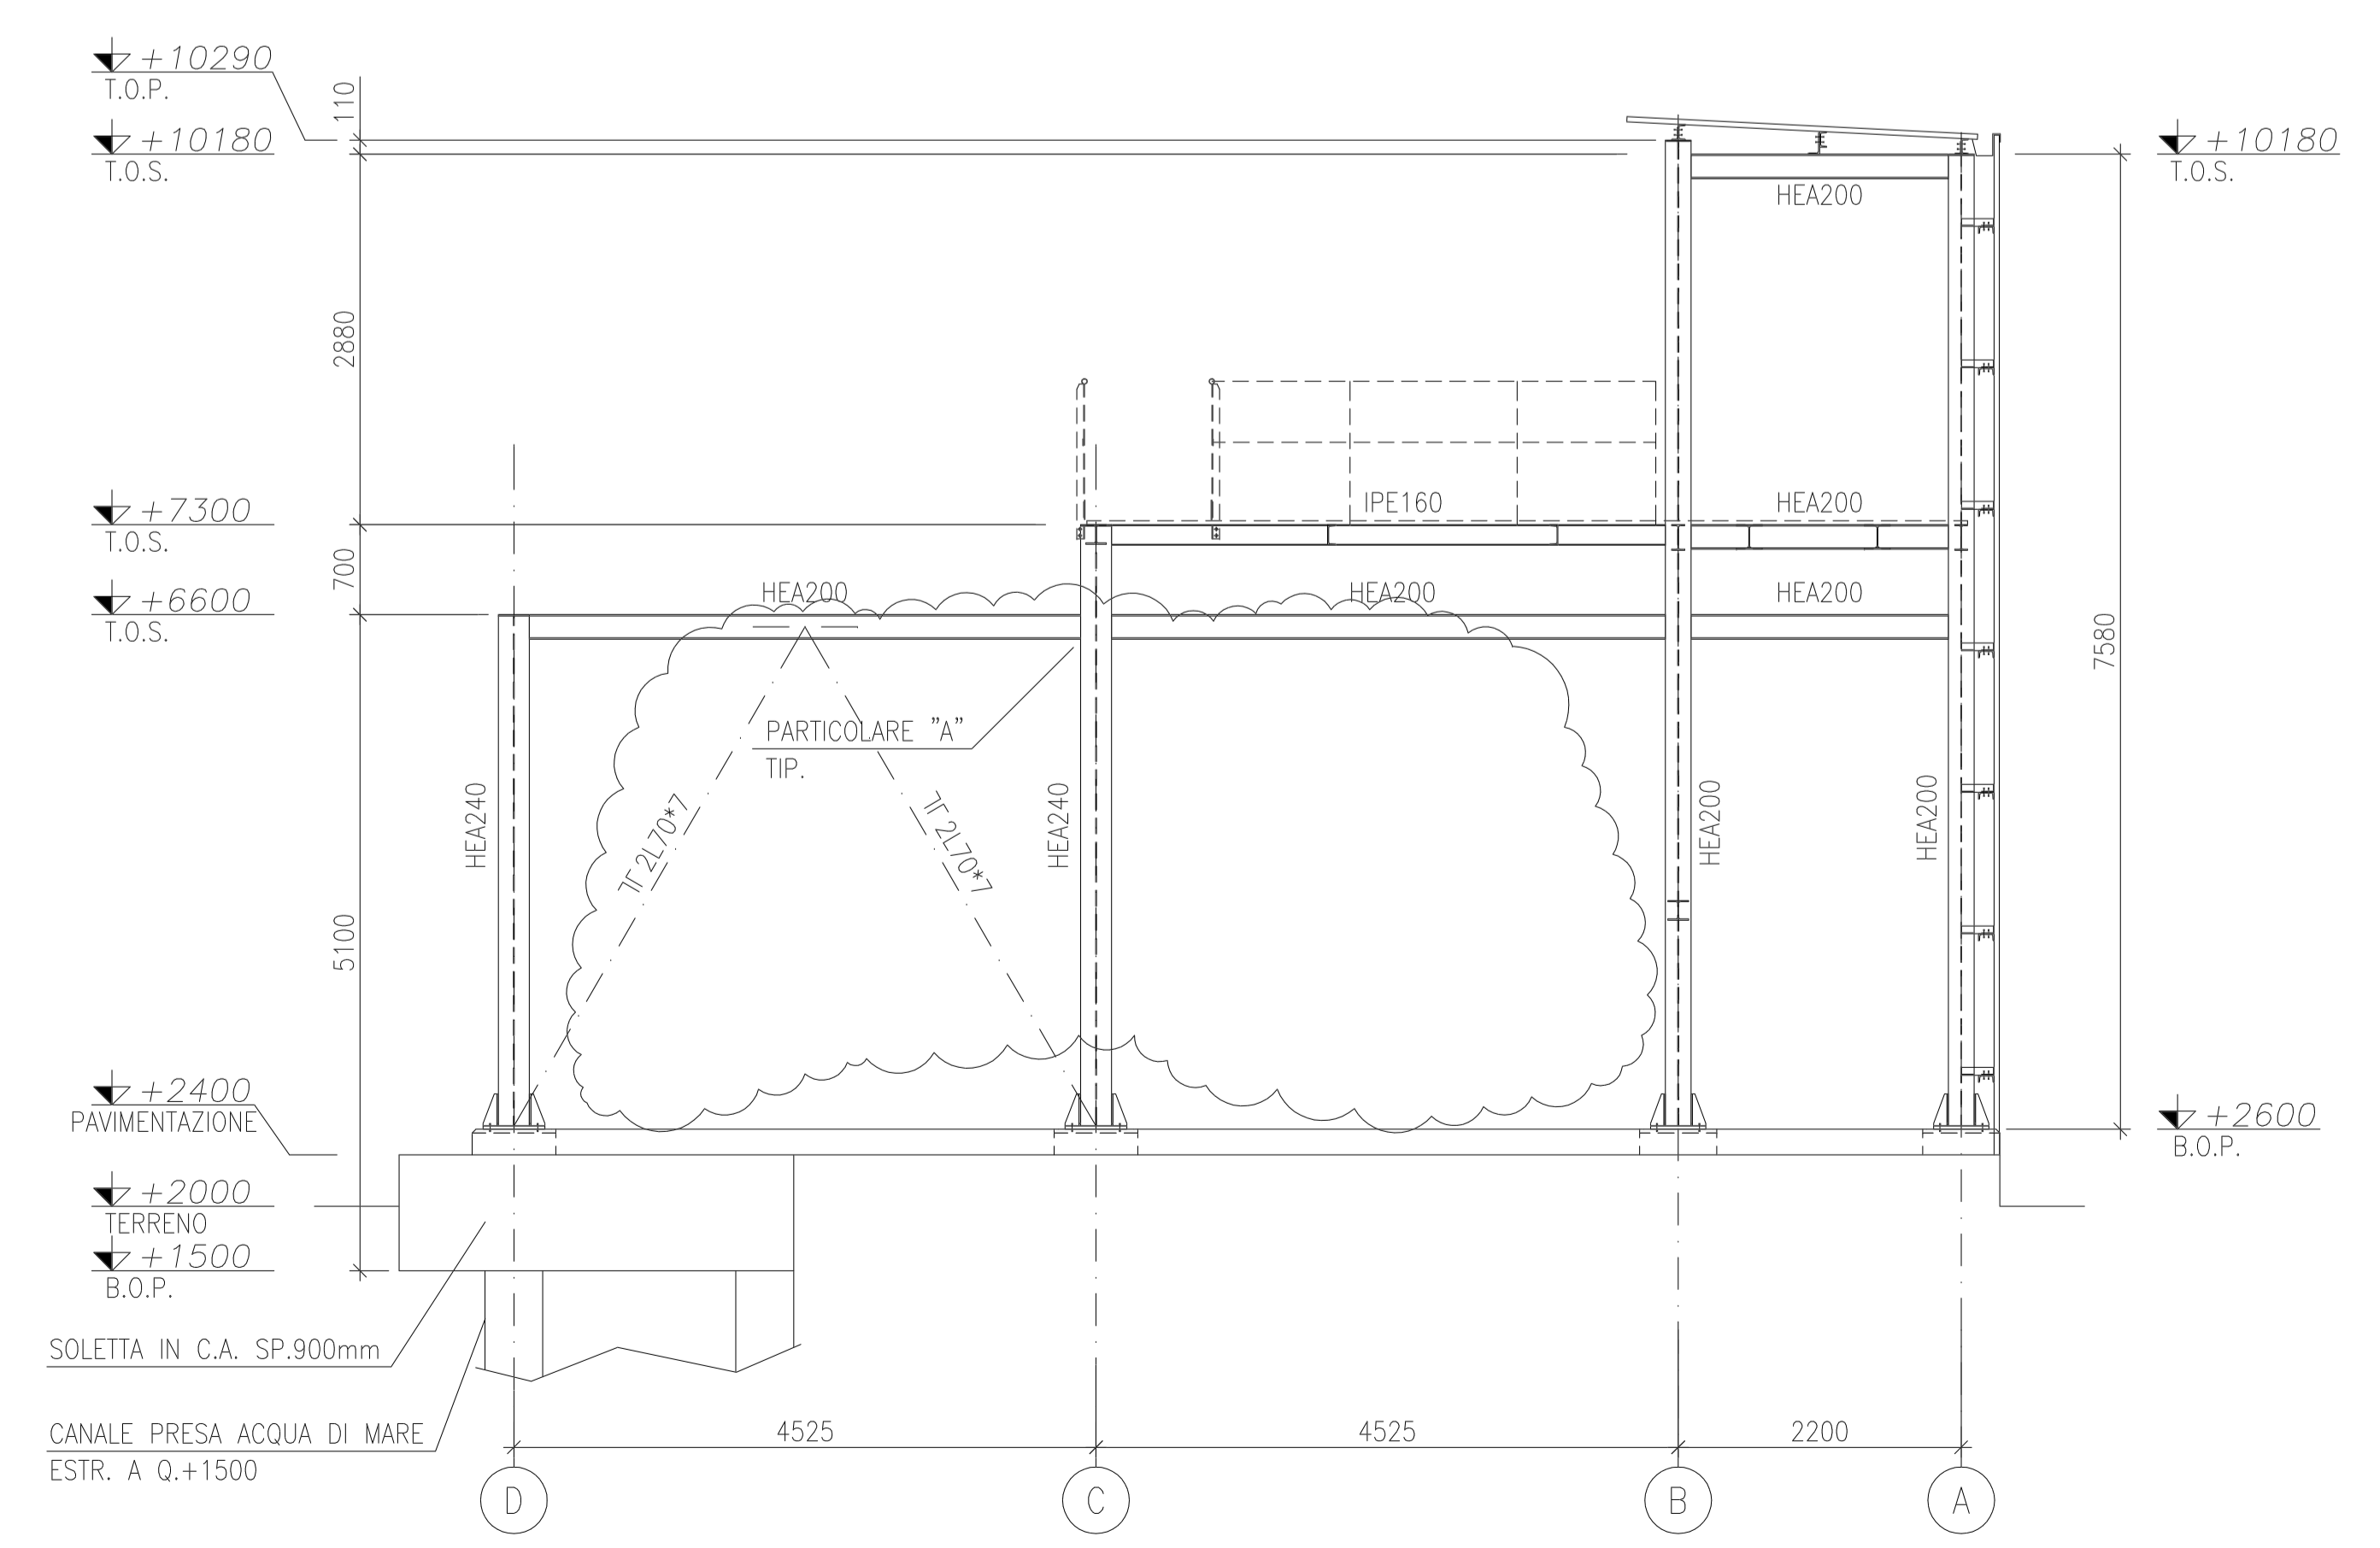 +10290
T.O.P.
110
+10180
T.O.S.
+10180
T.O.S.
HEA200
2880
+7300
T.O.S.
IPE160
HEA200
700
+6600
T.O.S.
HEA200
HEA200
HEA200
7580
PARTICOLARE "A"
TIP.
HEA240
2L70*7
2L70*7
HEA240
HEA200
HEA200
5100
+2400
PAVIMENTAZIONE
+2600
B.O.P.
+2000
TERRENO
+1500
B.O.P.
SOLETTA IN C.A. SP.900mm
CANALE PRESA ACQUA DI MARE
ESTR. A Q.+1500
4525
4525
2200
D
C
B
A